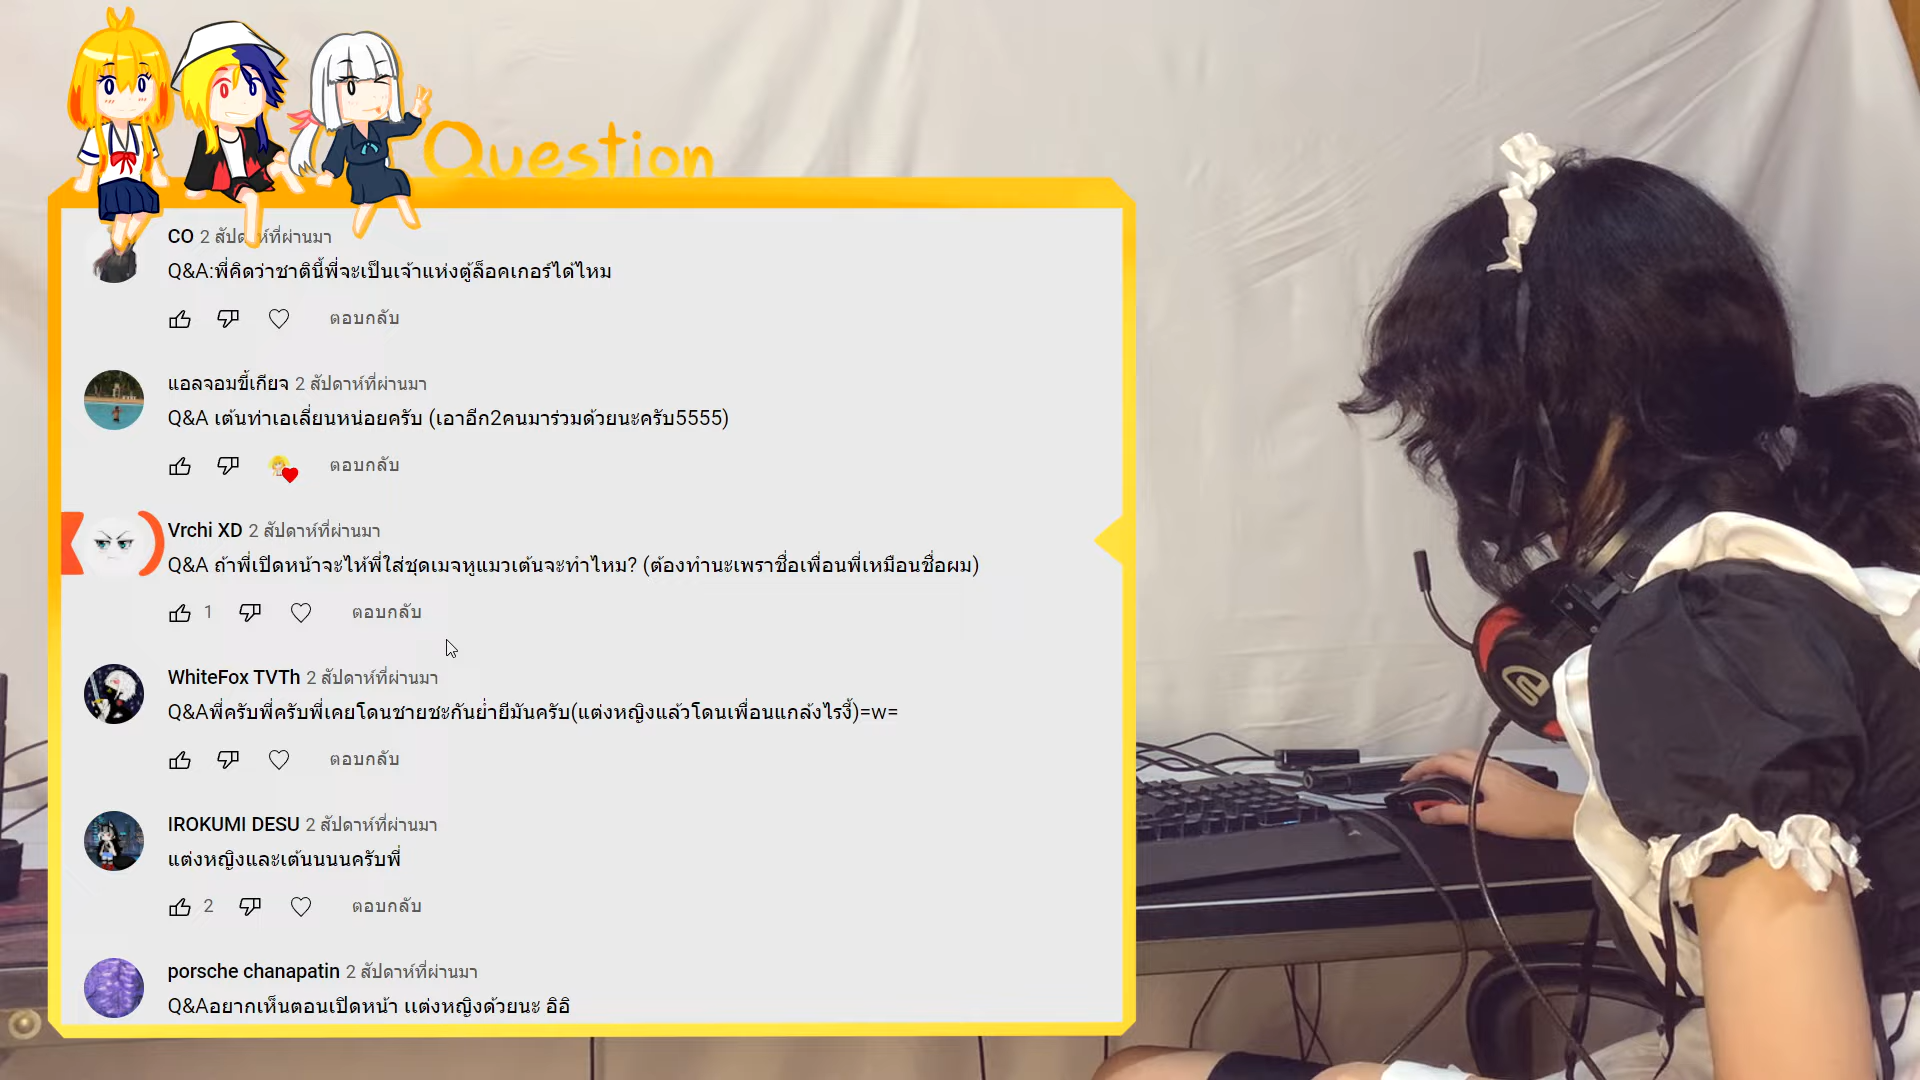 Question
CO 2 สัปดาห์ที่ผ่านมา
Q&A:พี่คิดว่าชาตินี้พี่จะเป็นเจ้าแห่งตู้ล็อคเกอร์ได้ไหม
ตอบกลับ
แอลจอมขี้เกียจ 2 สัปดาห์ที่ผ่านมา
Q&A เต้นท่าเอเลี่ยนหน่อยครับ (เอาอีก2คนมาร่วมด้วยนะครับ5555)
ตอบกลับ
Vrchi XD 2 สัปดาห์ที่ผ่านมา
Q&A ถ้าพี่เปิดหน้าจะไห้พี่ใส่ชุดเมจหูแมวเต้นจะทำไหม? (ต้องทำนะเพราชื่อเพื่อนพี่เหมือนชื่อผม)
1 ตอบกลับ
WhiteFox TVTh 2 สัปดาห์ที่ผ่านมา
Q&Aพี่ครับพี่ครับพี่เคยโดนชายชะกันย่ำยีมันครับ(แต่งหญิงแล้วโดนเพื่อนแกล้งไรงี้)=w=
ตอบกลับ
IROKUMI DESU 2 สัปดาห์ที่ผ่านมา
แต่งหญิงและเต้นนนนครับพี่
2 ตอบกลับ
porsche chanapatin 2 สัปดาห์ที่ผ่านมา
Q&Aอยากเห็นตอนเปิดหน้า เเต่งหญิงด้วยนะ อิอิ